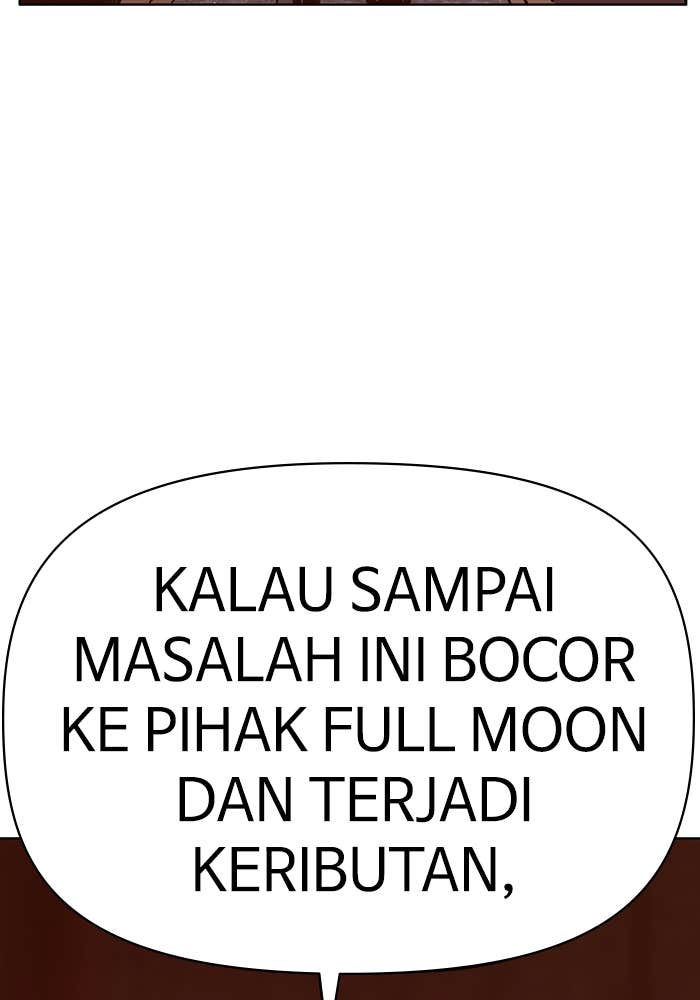 KALAU SAMPAI
MASALAH INI BOCOR
KE PIHAK FULL MOON
DAN TERJADI
KERIBUTAN,